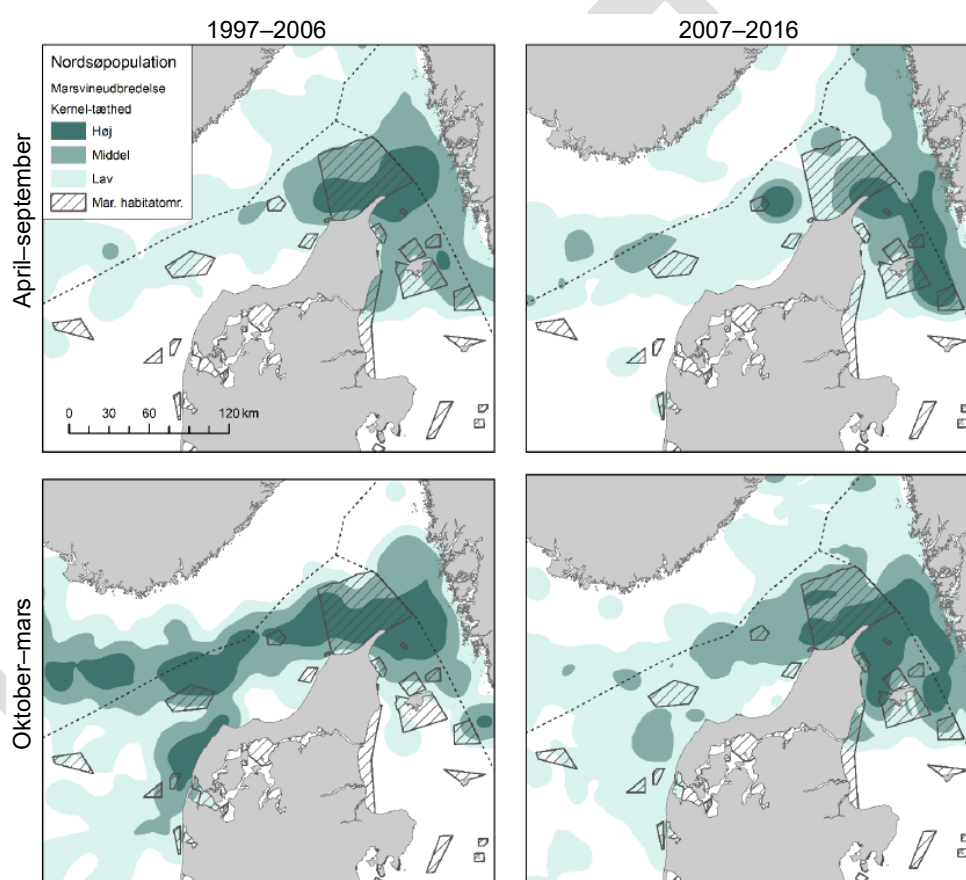 1997–2006
2007–2016
April–september
Nordsøpopulation
Marsvineudbredelse
Kernel-tæthed
Høj
Middel
Lav
Mar. habitatomr.
0 30 60 120 km
Oktober–mars